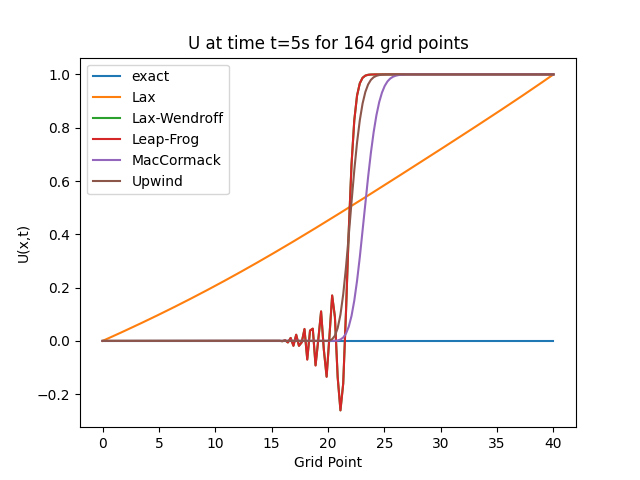 U at time t=5s for 164 grid points
U(x,t)
1.0
0.8
0.6
0.4
0.2
0.0
−0.2
exact
Lax
Lax-Wendroff
Leap-Frog
MacCormack
Upwind
0 5 10 15 20 25 30 35 40
Grid Point